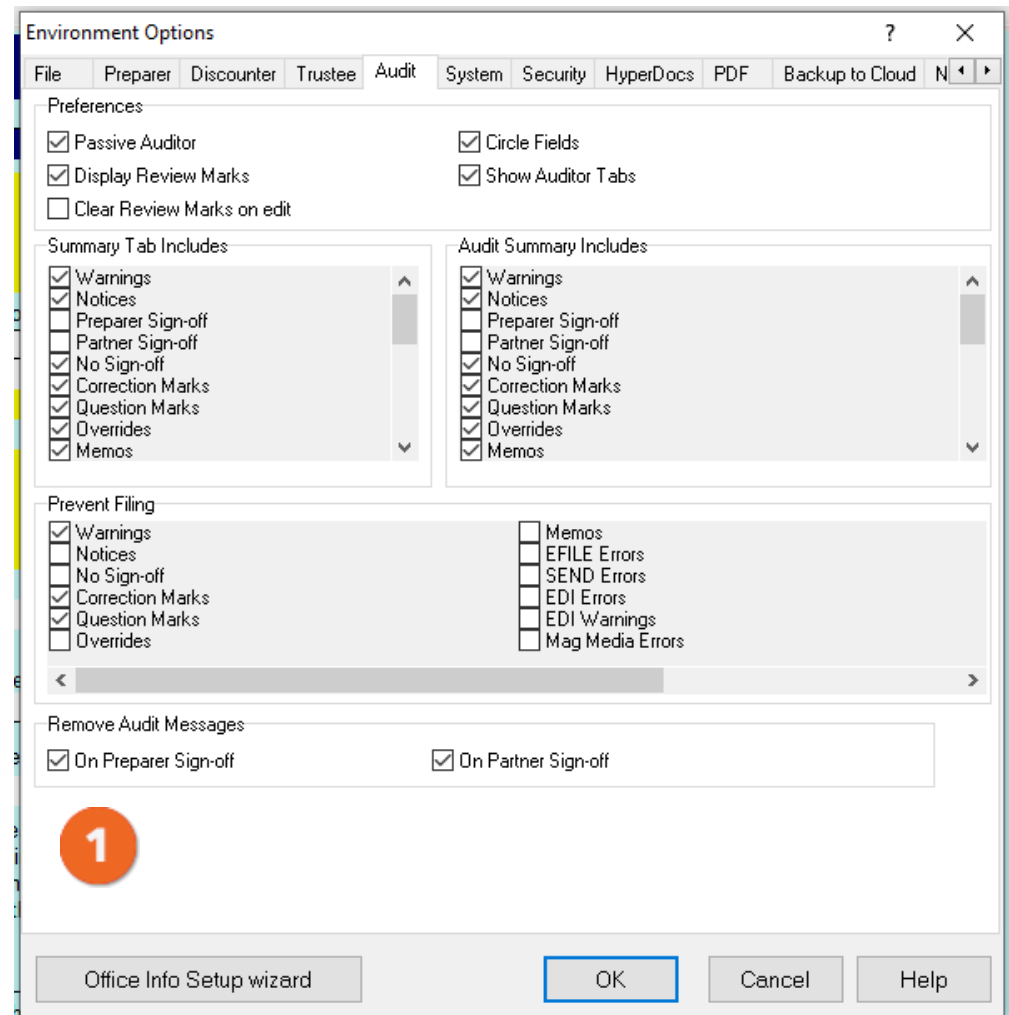 Environment Options ?
File Preparer Discounter Trustee Audit System Security HyperDocs PDF Backup to Cloud N
Preferences
Passive Auditor Circle Fields
Display Review Marks Show Auditor Tabs
Clear Review Marks on edit
Summary Tab Includes
Warnings
Notices
Preparer Sign-off
Partner Sign-off
No Sign-off
Correction Marks
Question Marks
Overrides
Memos
Audit Summary Includes
Warnings
Notices
Preparer Sign-off
Partner Sign-off
No Sign-off
Correction Marks
Question Marks
Overrides
Memos
Prevent Filing
Warnings
Notices
No Sign-off
Correction Marks
Question Marks
Overrides
Memos
EFILE Errors
SEND Errors
EDI Errors
EDI Warnings
Mag Media Errors
Remove Audit Messages
On Preparer Sign-off On Partner Sign-off
1
Office Info Setup wizard OK Cancel Help